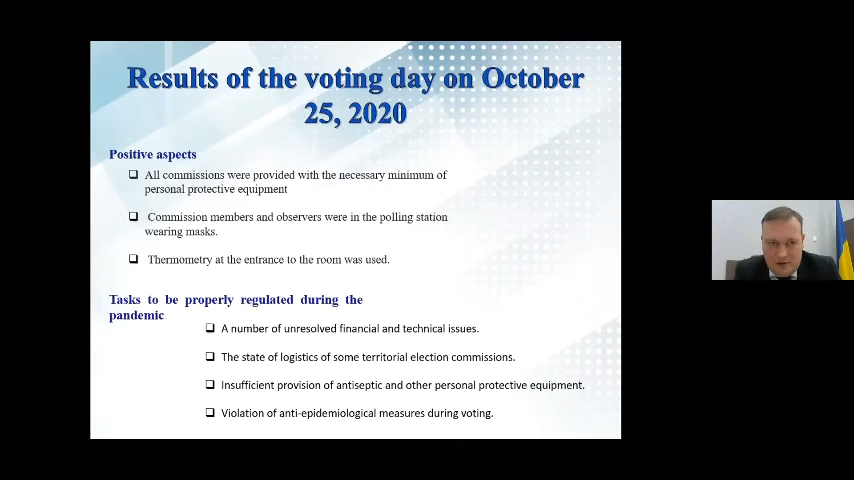 Results of the voting day on October
25, 2020
Positive aspects
All commissions were provided with the necessary minimum of
personal protective equipment
Commission members and observers were in the polling station
wearing masks.
Thermometry at the entrance to the room was used.
Tasks to be properly regulated during the
pandemic
A number of unresolved financial and technical issues.
The state of logistics of some territorial election commissions.
Insufficient provision of antiseptic and other personal protective equipment.
Violation of anti-epidemiological measures during voting.